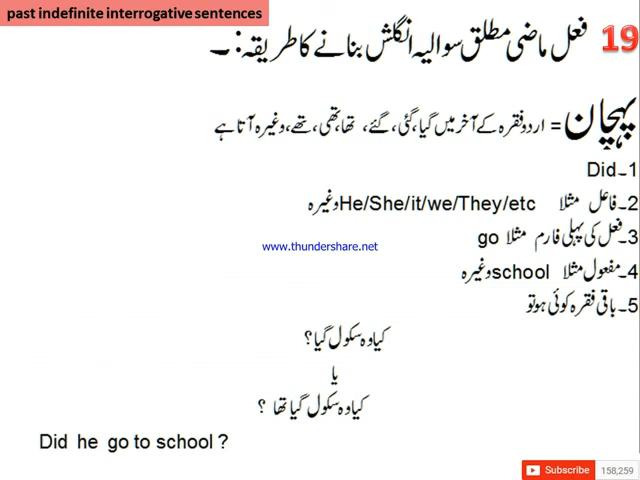 past indefinite interrogative sentences
19 فعل ماضی مطلق سوالیہ انگلش بنانے کا طریقہ:۔
پہچان = اردو فقرہ کے آخر میں گیا، گئی، گئے، تھا، تھی، تھے، وغیرہ آتا ہے
1۔Did
2۔فاعل مثلا He/She/it/we/They/etc وغیرہ
3۔فعل کی پہلی فارم مثلا go
www.thundershare.net
4۔مفعول مثلا school وغیرہ
5۔باقی فقرہ کوئی ہو تو
کیا وہ سکول گیا؟
یا
کیا وہ سکول گیا تھا ؟
Did he go to school ?
Subscribe 158,259